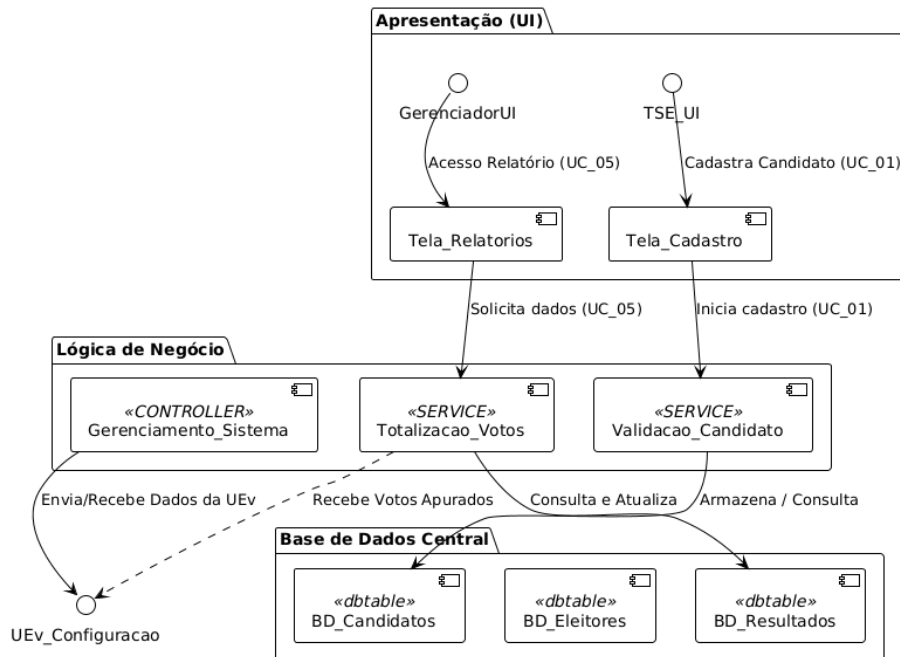 Apresentação (UI)
GerenciadorUI
TSE_UI
Acesso Relatório (UC_05)
Cadastra Candidato (UC_01)
Tela_Relatorios
Tela_Cadastro
Solicita dados (UC_05)
Inicia cadastro (UC_01)
Lógica de Negócio
«CONTROLLER»
Gerenciamento_Sistema
«SERVICE»
Totalizacao_Votos
«SERVICE»
Validacao_Candidato
Envia/Recebe Dados da UEv
Recebe Votos Apurados
Consulta e Atualiza
Armazena / Consulta
Base de Dados Central
«dbtable»
BD_Candidatos
«dbtable»
BD_Eleitores
«dbtable»
BD_Resultados
UEv_Configuracao